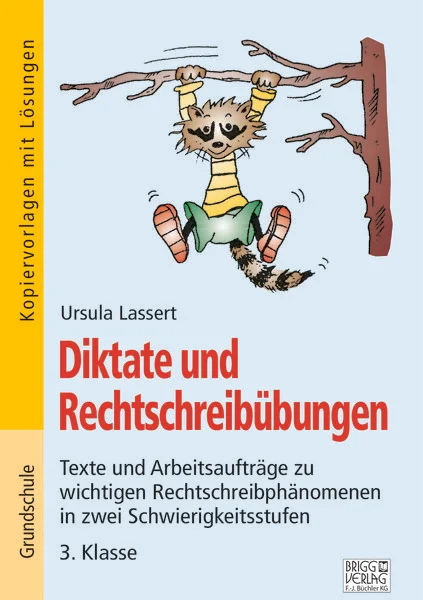 Kopiervorlagen mit Lösungen
Grundschule
Ursula Lassert
Diktate und
Rechtschreibübungen
Texte und Arbeitsaufträge zu
wichtigen Rechtschreibphänomenen
in zwei Schwierigkeitsstufen
3. Klasse
BRIGG
VERLAG
F.-J. Büchler KG